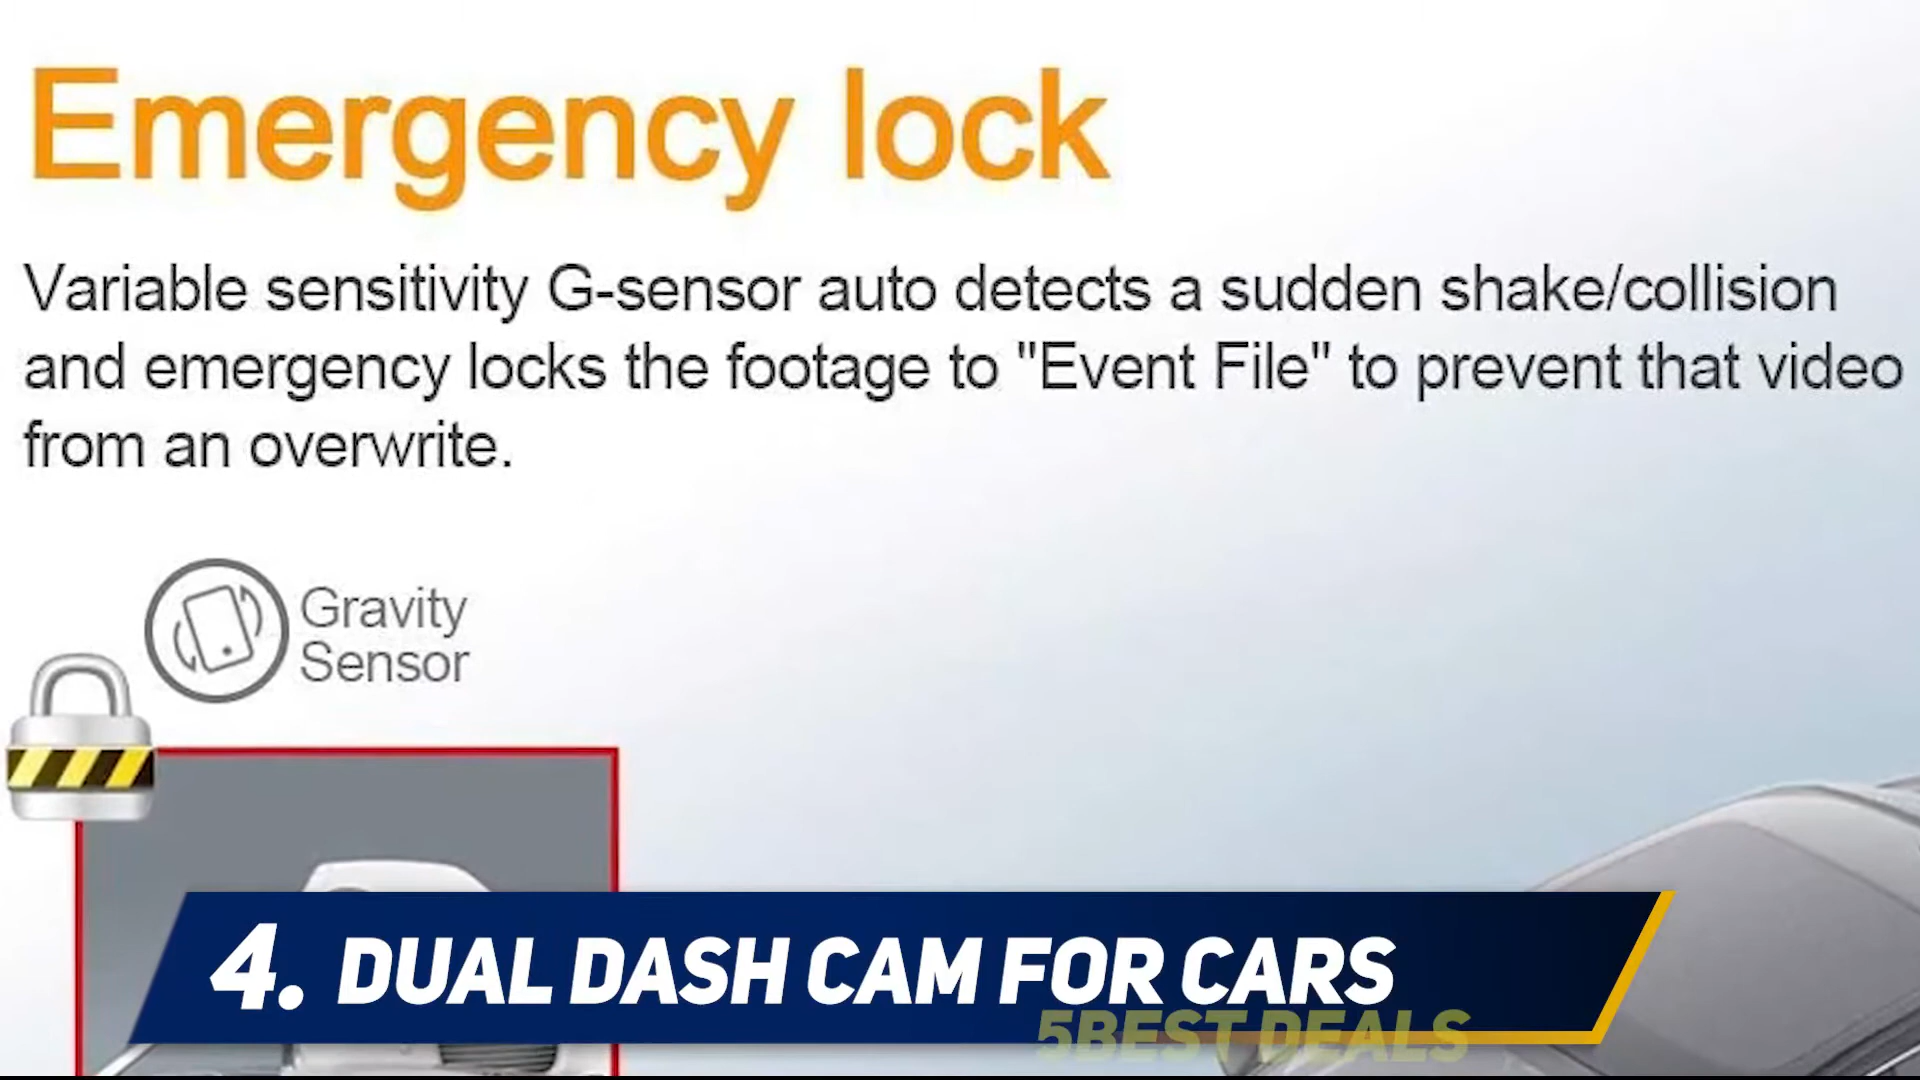 Emergency lock
Variable sensitivity G-sensor auto detects a sudden shake/collision
and emergency locks the footage to "Event File" to prevent that video
from an overwrite.
Gravity
Sensor
4. DUAL DASH CAM FOR CARS
5BEST DEALS